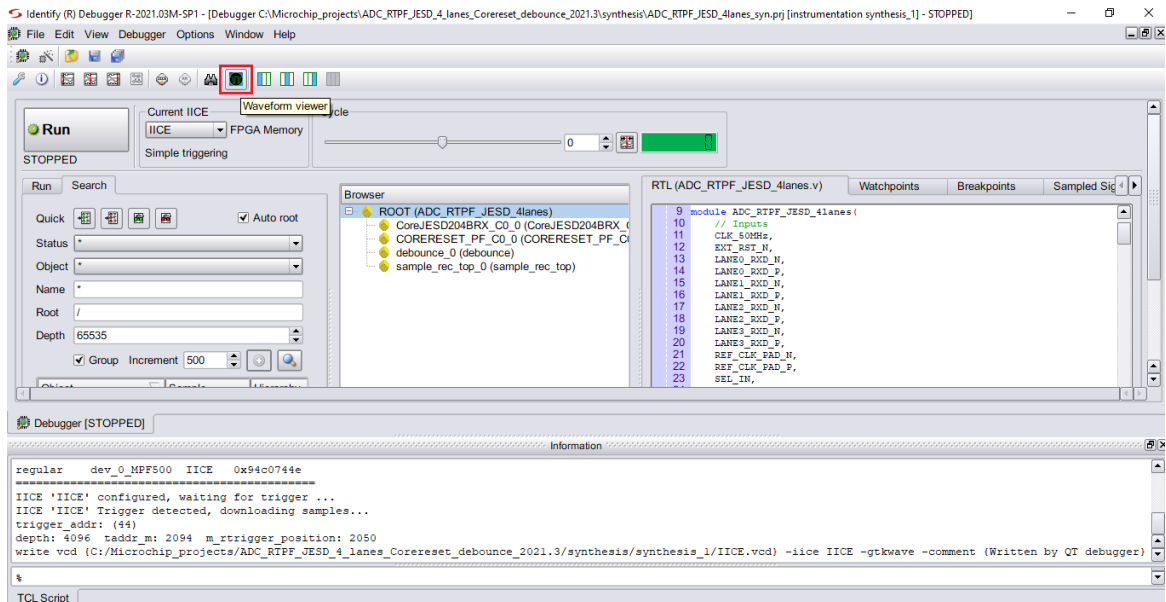 Identify (R) Debugger R-2021.03M-SP1 - [Debugger C:\Microchip_projects\ADC_RTPF_JESD_4_lanes_Corereset_debounce_2021.3\synthesis\ADC_RTPF_JESD_4lanes_syn.prj [instrumentation synthesis_1] - STOPPED]
File Edit View Debugger Options Window Help
Waveform viewer
Run
STOPPED
Current IICE
IICE FPGA Memory
Simple triggering
0
0
Run Search
Quick Auto root
Status *
Object *
Name *
Root /
Depth 65535
Group Increment 500
Browser
ROOT (ADC_RTPF_JESD_4lanes)
CoreJESD204BRX_C0_0 (CoreJESD204BRX_
CORERESET_PF_C0_0 (CORERESET_PF_
debounce_0 (debounce)
sample_rec_top_0 (sample_rec_top)
RTL (ADC_RTPF_JESD_4lanes.v) Watchpoints Breakpoints Sampled Sig
9 module ADC_RTPF_JESD_4lanes(
10 // Inputs
11 CLK_50MHz,
12 EXT_RST_N,
13 LANE0_RXD_N,
14 LANE0_RXD_P,
15 LANE1_RXD_N,
16 LANE1_RXD_P,
17 LANE2_RXD_N,
18 LANE2_RXD_P,
19 LANE3_RXD_N,
20 LANE3_RXD_P,
21 REF_CLK_PAD_N,
22 REF_CLK_PAD_P,
23 SEL_IN,
Debugger [STOPPED]
Information
regular dev_0_MPF500 IICE 0x94c0744e
==========================================
IICE 'IICE' configured, waiting for trigger ...
IICE 'IICE' Trigger detected, downloading samples...
trigger_addr: (44)
depth: 4096 taddr_m: 2094 m_rtrigger_position: 2050
write vcd {C:/Microchip_projects/ADC_RTPF_JESD_4_lanes_Corereset_debounce_2021.3/synthesis/synthesis_1/IICE.vcd} -iice IICE -gtkwave -comment {Written by QT debugger}
%
TCL Script